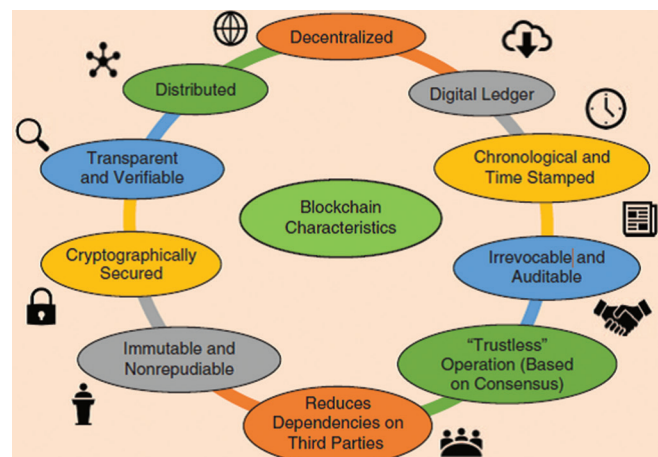 Decentralized
Digital Ledger
Chronological and
Time Stamped
Irrevocable and
Auditable
“Trustless”
Operation (Based
on Consensus)
Reduces
Dependencies on
Third Parties
Immutable and
Nonrepudiable
Cryptographically
Secured
Transparent
and Verifiable
Distributed
Blockchain
Characteristics